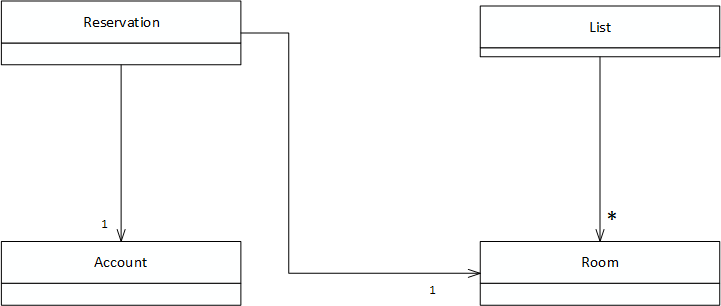 Reservation
List
1
*
Account
Room
1